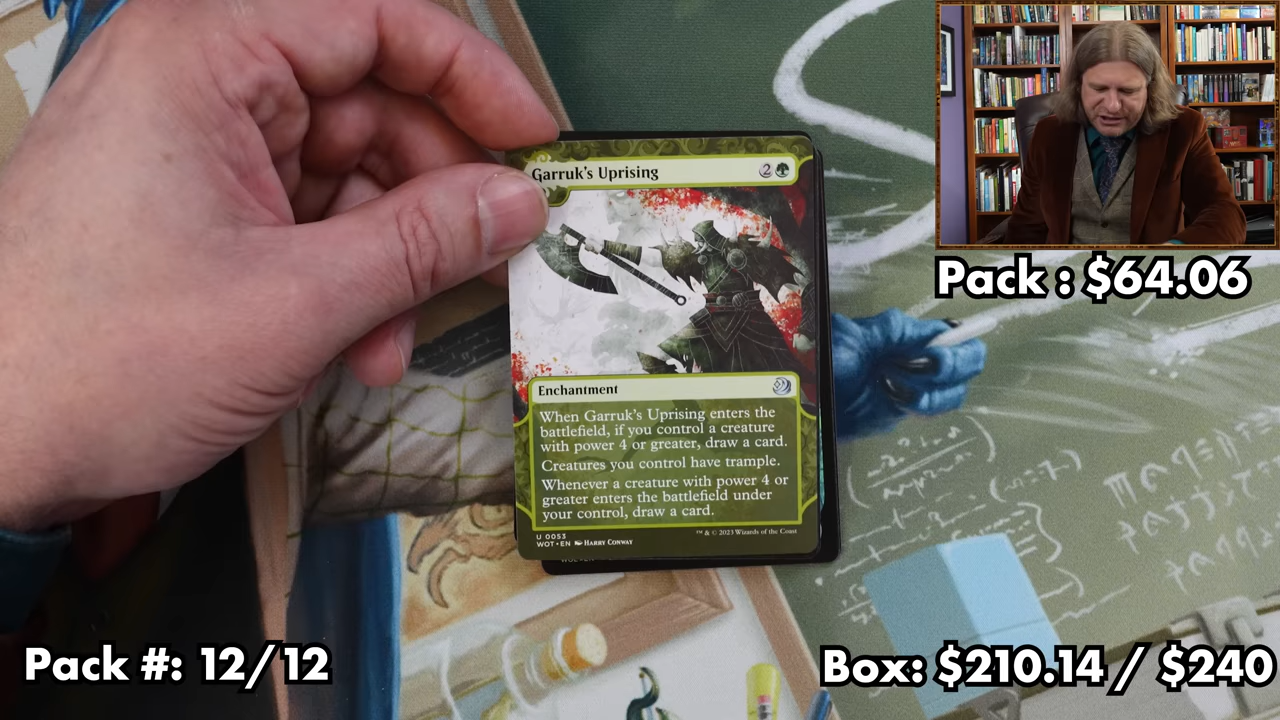 Garruk's Uprising 2
Enchantment
When Garruk's Uprising enters the
battlefield, if you control a creature
with power 4 or greater, draw a card.
Creatures you control have trample.
Whenever a creature with power 4 or
greater enters the battlefield under
your control, draw a card.
U 0053
WOT • EN Harry Conway
™ & © 2023 Wizards of the Coast
Pack : $64.06
Pack #: 12/12
Box: $210.14 / $240